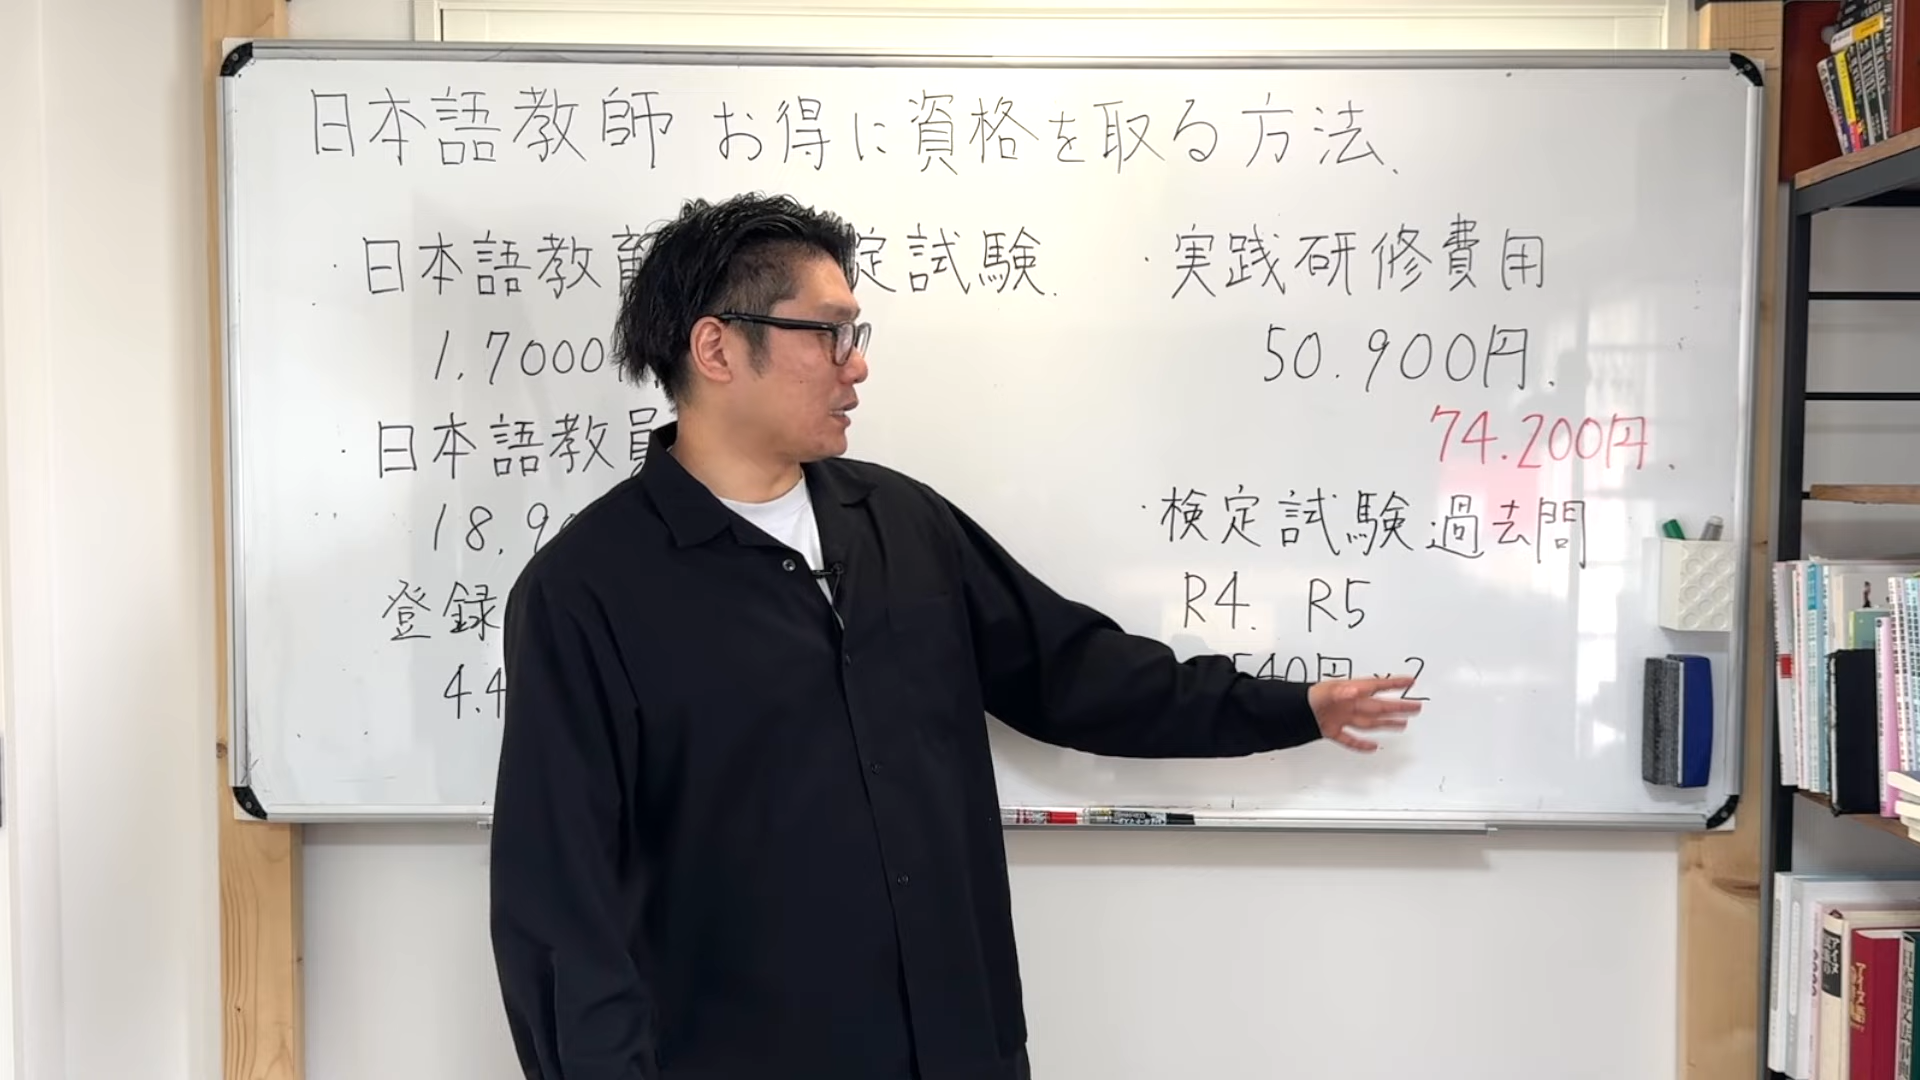 日本語教師 お得に資格を取る方法、
・日本語教育 定試験.
1.7000
・日本語教員
18.9
登録
4.4
・実践研修費用
50.900円.
74.200円.
・検定試験過去問
R4. R5
540円×2